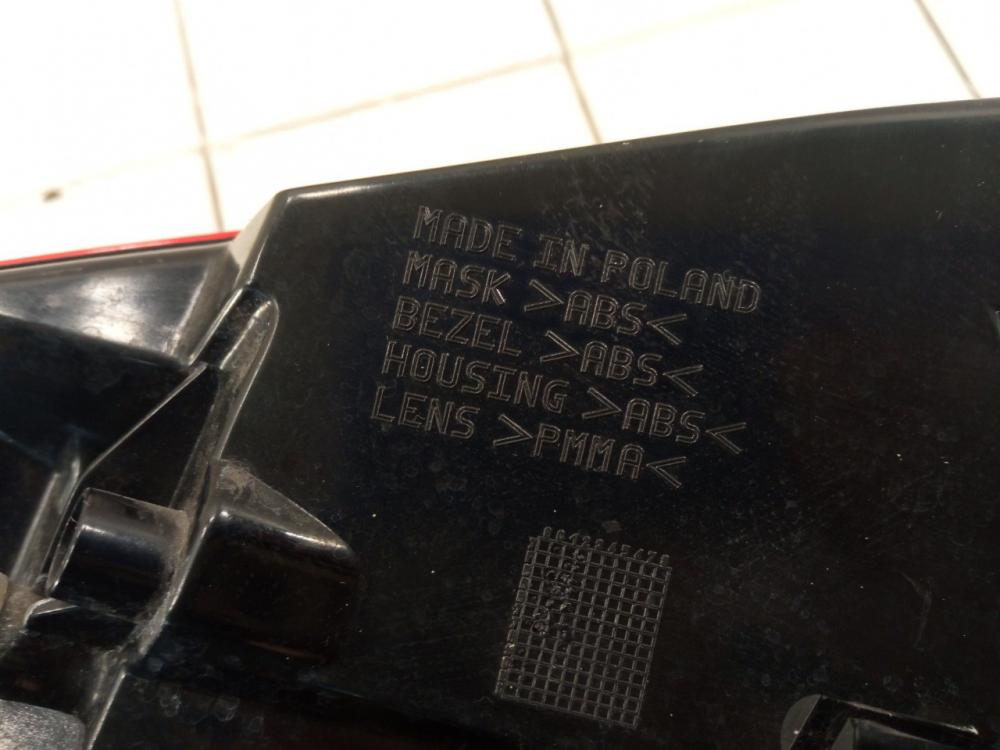 MADE IN POLAND
MASK >ABS<
BEZEL >ABS<
HOUSING >ABS<
LENS >PMMA<